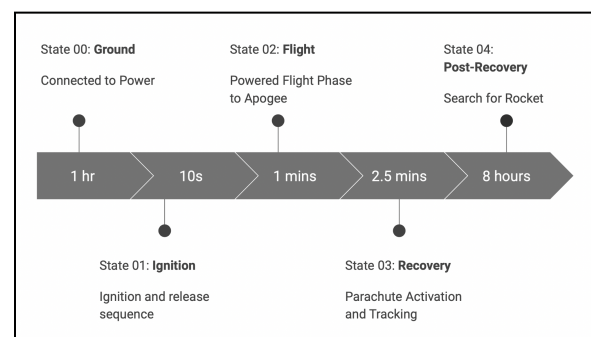 State 00: Ground
Connected to Power
State 02: Flight
Powered Flight Phase
to Apogee
State 04:
Post-Recovery
Search for Rocket
1 hr
10s
1 mins
2.5 mins
8 hours
State 01: Ignition
Ignition and release
sequence
State 03: Recovery
Parachute Activation
and Tracking